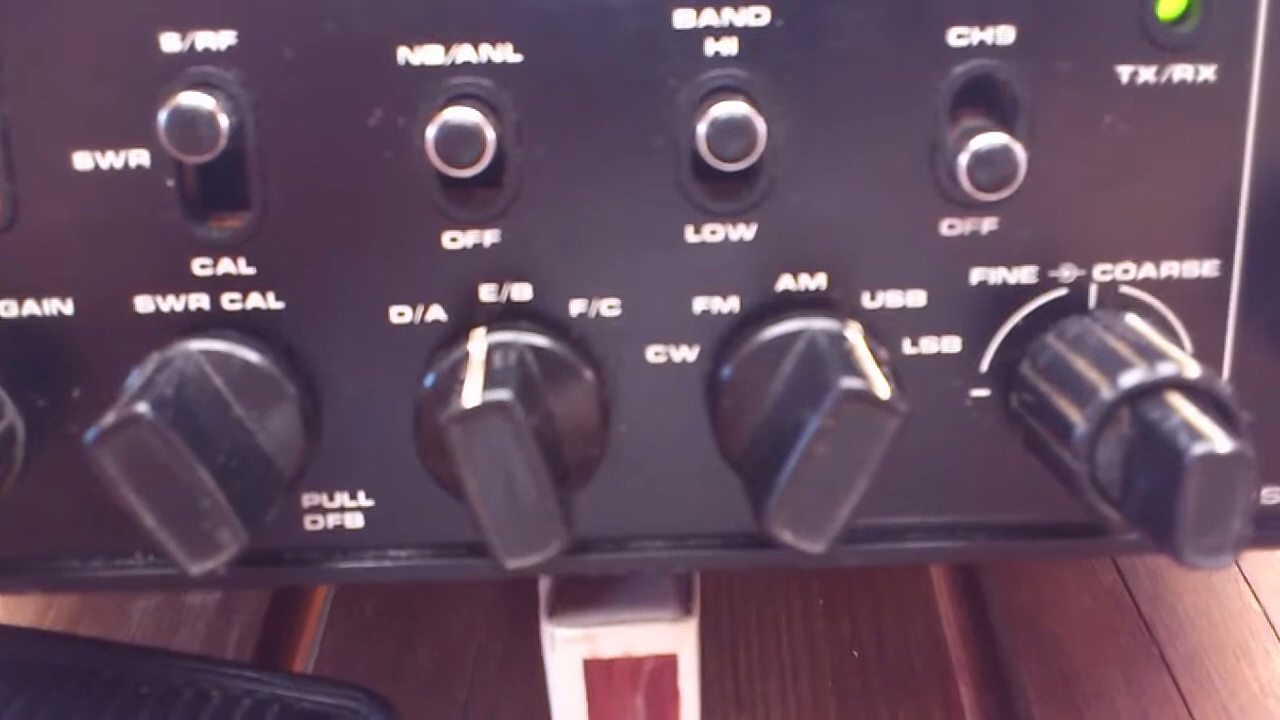 S/RF
NB/ANL
BAND
HI
CH9
TX/RX
SWR
OFF
LOW
OFF
CAL
GAIN
SWR CAL
D/A
E/B
F/C
CW
FM
AM
USB
LSB
FINE
COARSE
PULL
DFB